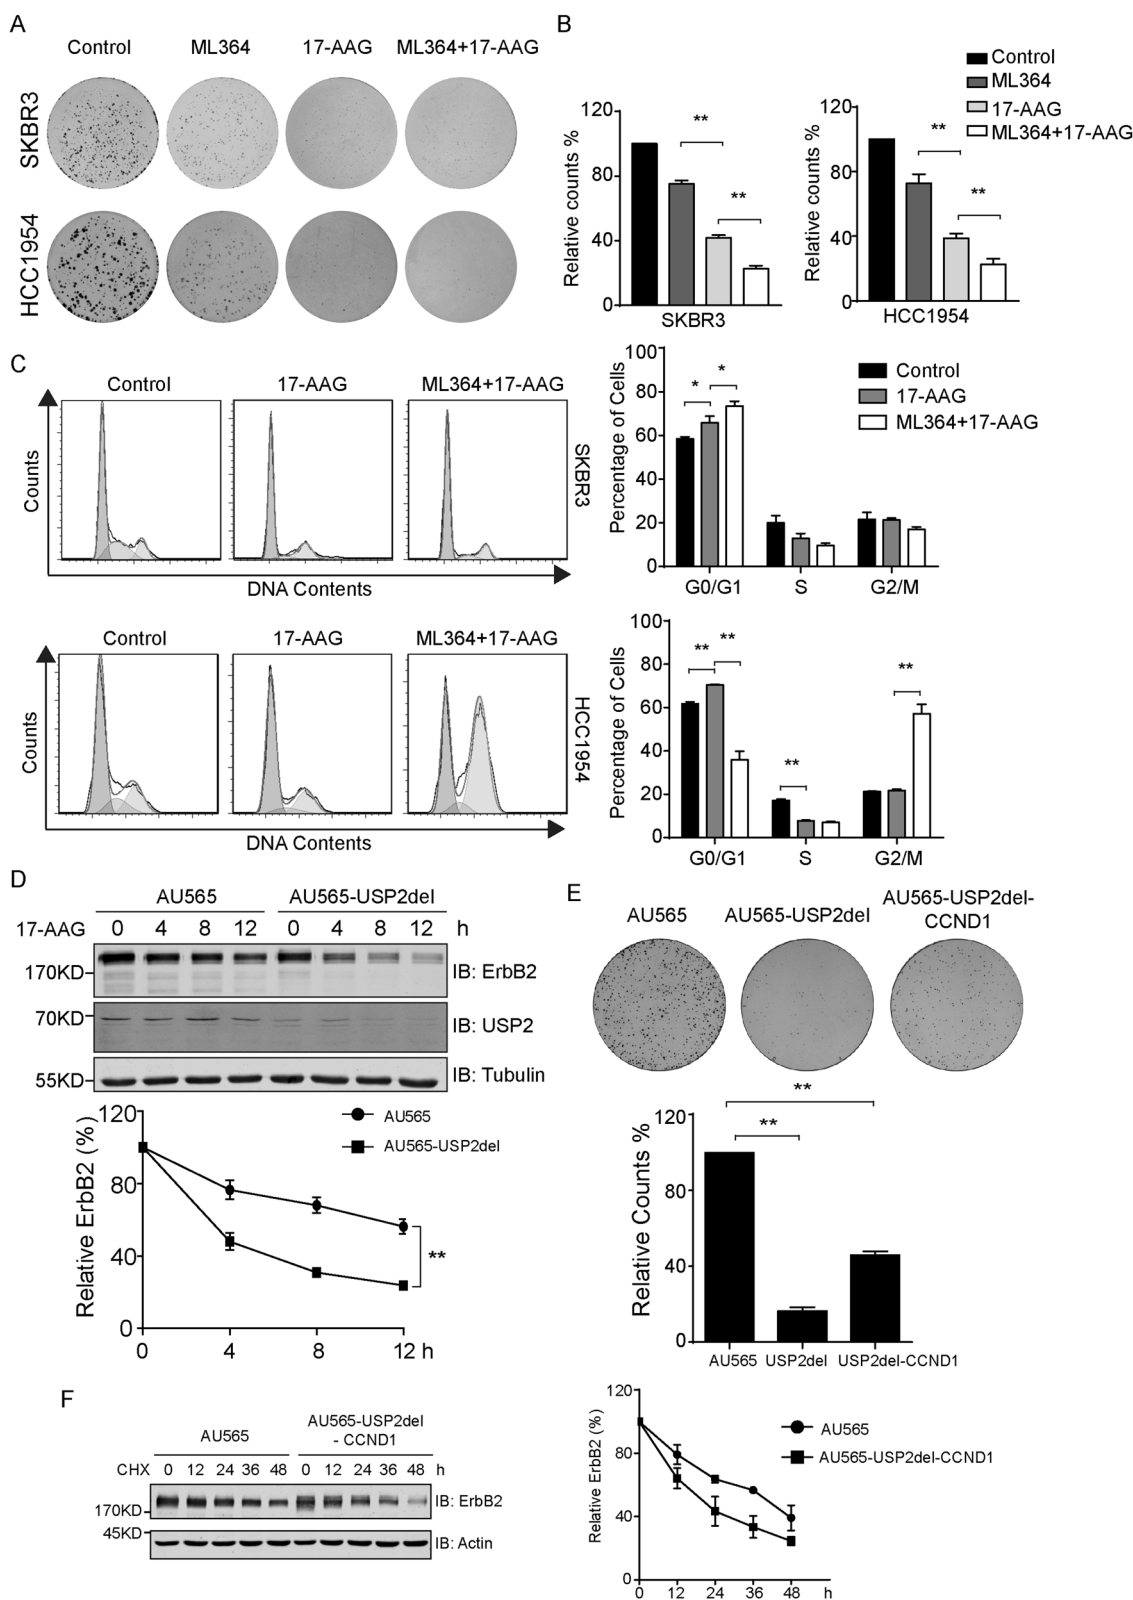 A
Control ML364 17-AAG ML364+17-AAG
SKBR3
HCC1954
B
Control
ML364
17-AAG
ML364+17-AAG
Relative counts %
120
80
40
0
**
**
SKBR3
Relative counts %
120
80
40
0
**
**
HCC1954
C
Control 17-AAG ML364+17-AAG
Counts
SKBR3
DNA Contents
Control 17-AAG ML364+17-AAG
Counts
HCC1954
DNA Contents
Percentage of Cells
100
80
60
40
20
0
* *
Control
17-AAG
ML364+17-AAG
G0/G1 S G2/M
Percentage of Cells
100
80
60
40
20
0
** **
**
**
G0/G1 S G2/M
D
AU565 AU565-USP2del
17-AAG 0 4 8 12 0 4 8 12 h
170KD IB: ErbB2
70KD IB: USP2
55KD IB: Tubulin
Relative ErbB2 (%)
120
80
40
0
AU565
AU565-USP2del
**
0 4 8 12 h
E
AU565 AU565-USP2del AU565-USP2del-
CCND1
Relative Counts %
120
80
40
0
**
**
AU565 USP2del USP2del-CCND1
F
AU565 AU565-USP2del
- CCND1
CHX 0 12 24 36 48 0 12 24 36 48 h
170KD IB: ErbB2
45KD IB: Actin
Relative ErbB2 (%)
120
80
40
0
AU565
AU565-USP2del-CCND1
0 12 24 36 48 h